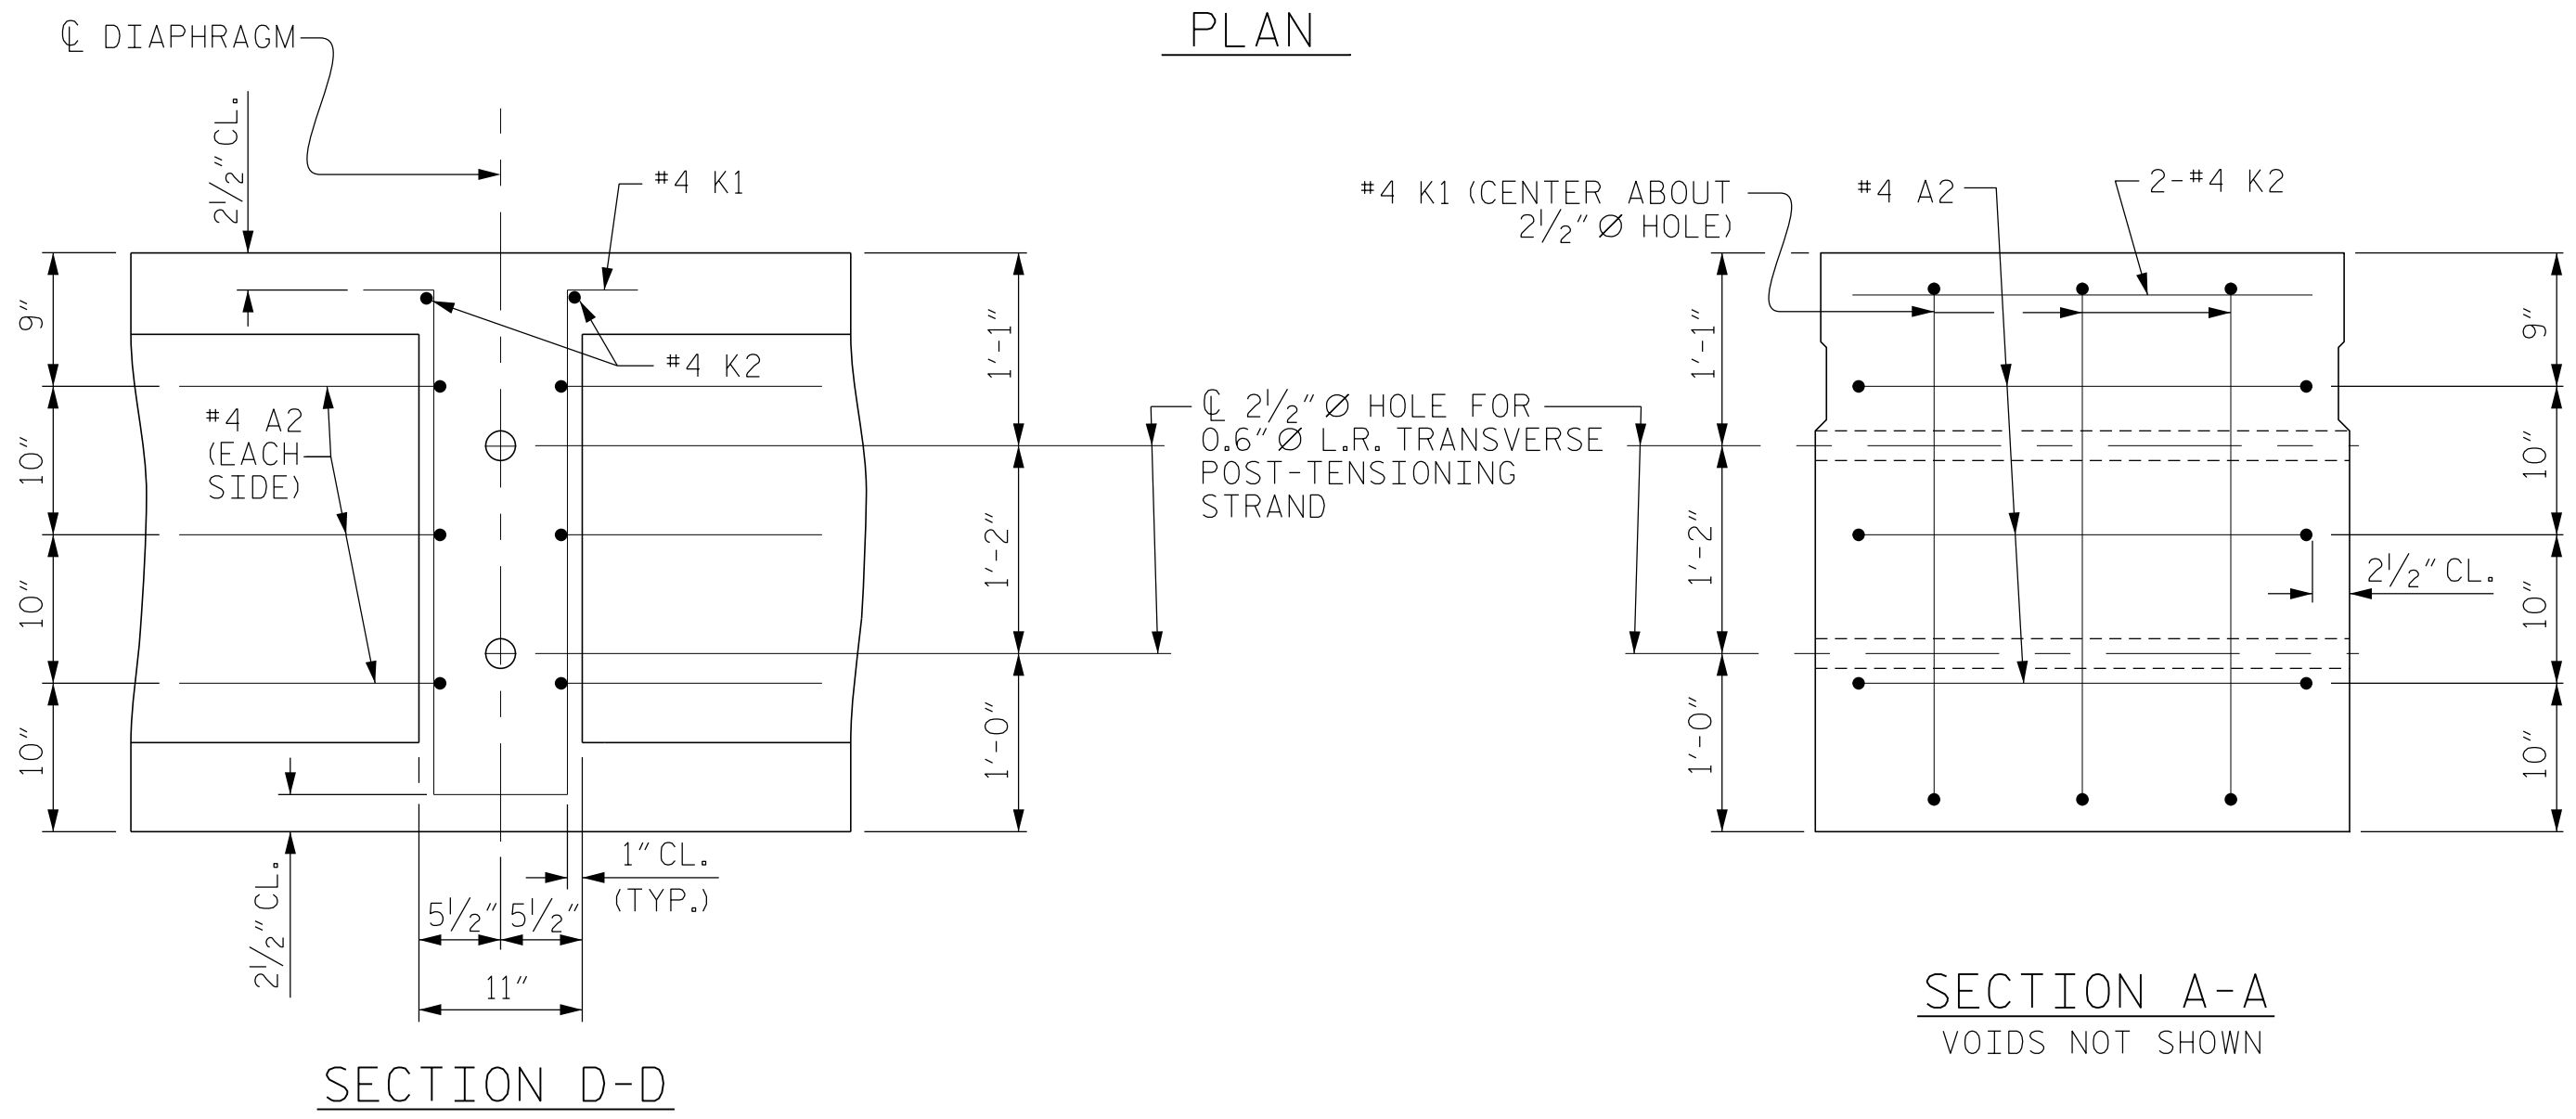 PLAN
℄ DIAPHRAGM
2½" CL.
#4 K1
#4 K2
9"
10"
10"
10"
#4 A2
(EACH
SIDE)
1'-1"
1'-2"
1'-0"
2½" CL.
1" CL.
(TYP.)
5½"
5½"
11"
SECTION D-D
℄ 2½" Ø HOLE FOR
0.6" Ø L.R. TRANSVERSE
POST-TENSIONING
STRAND
#4 K1 (CENTER ABOUT
2½" Ø HOLE)
#4 A2
2-#4 K2
1'-1"
1'-2"
1'-0"
9"
10"
10"
10"
2½" CL.
SECTION A-A
VOIDS NOT SHOWN